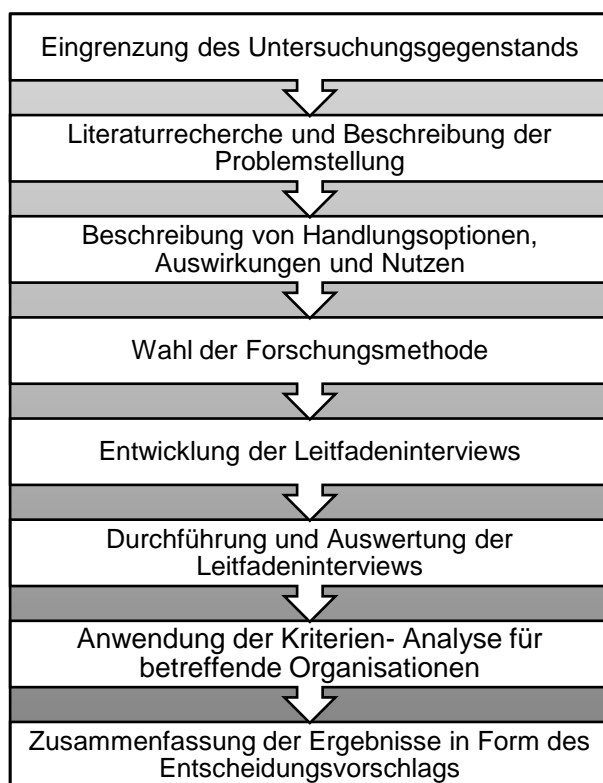 Eingrenzung des Untersuchungsgegenstands
Literaturrecherche und Beschreibung der
Problemstellung
Beschreibung von Handlungsoptionen,
Auswirkungen und Nutzen
Wahl der Forschungsmethode
Entwicklung der Leitfadeninterviews
Durchführung und Auswertung der
Leitfadeninterviews
Anwendung der Kriterien- Analyse für
betreffende Organisationen
Zusammenfassung der Ergebnisse in Form des
Entscheidungsvorschlags